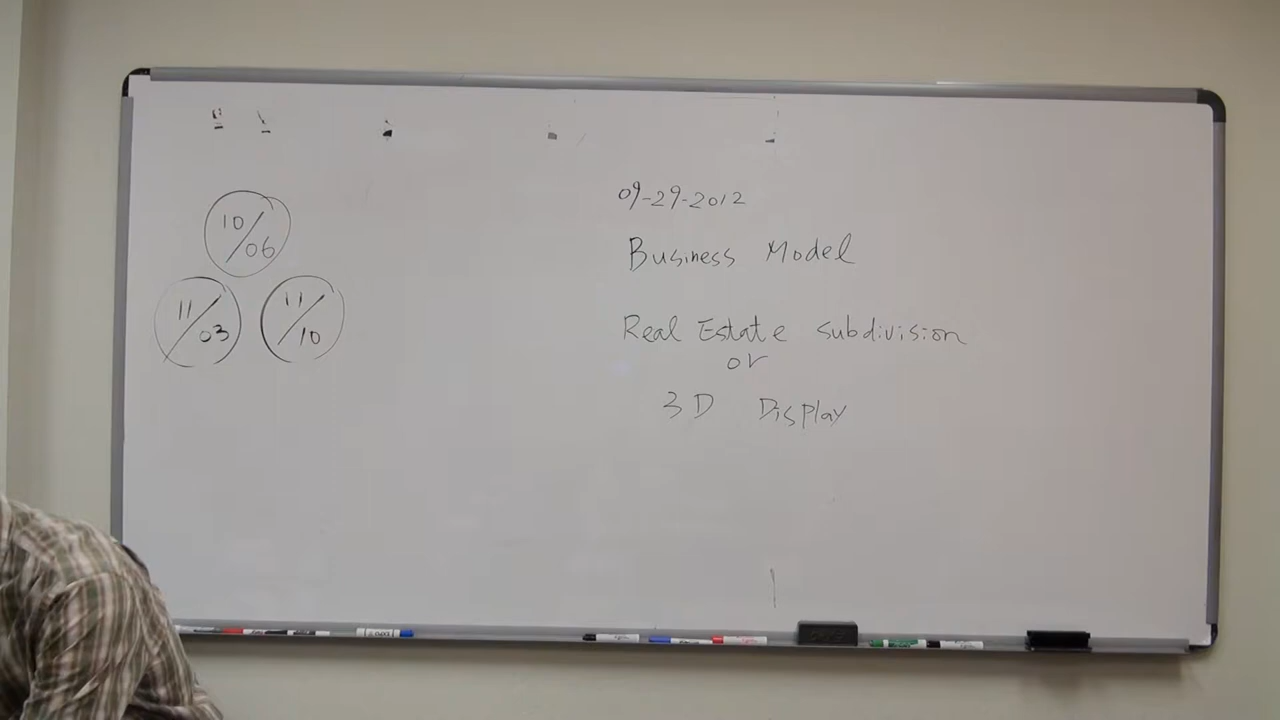 10/06
11/03
11/10
09-29-2012
Business Model
Real Estate subdivision
or
3D Display